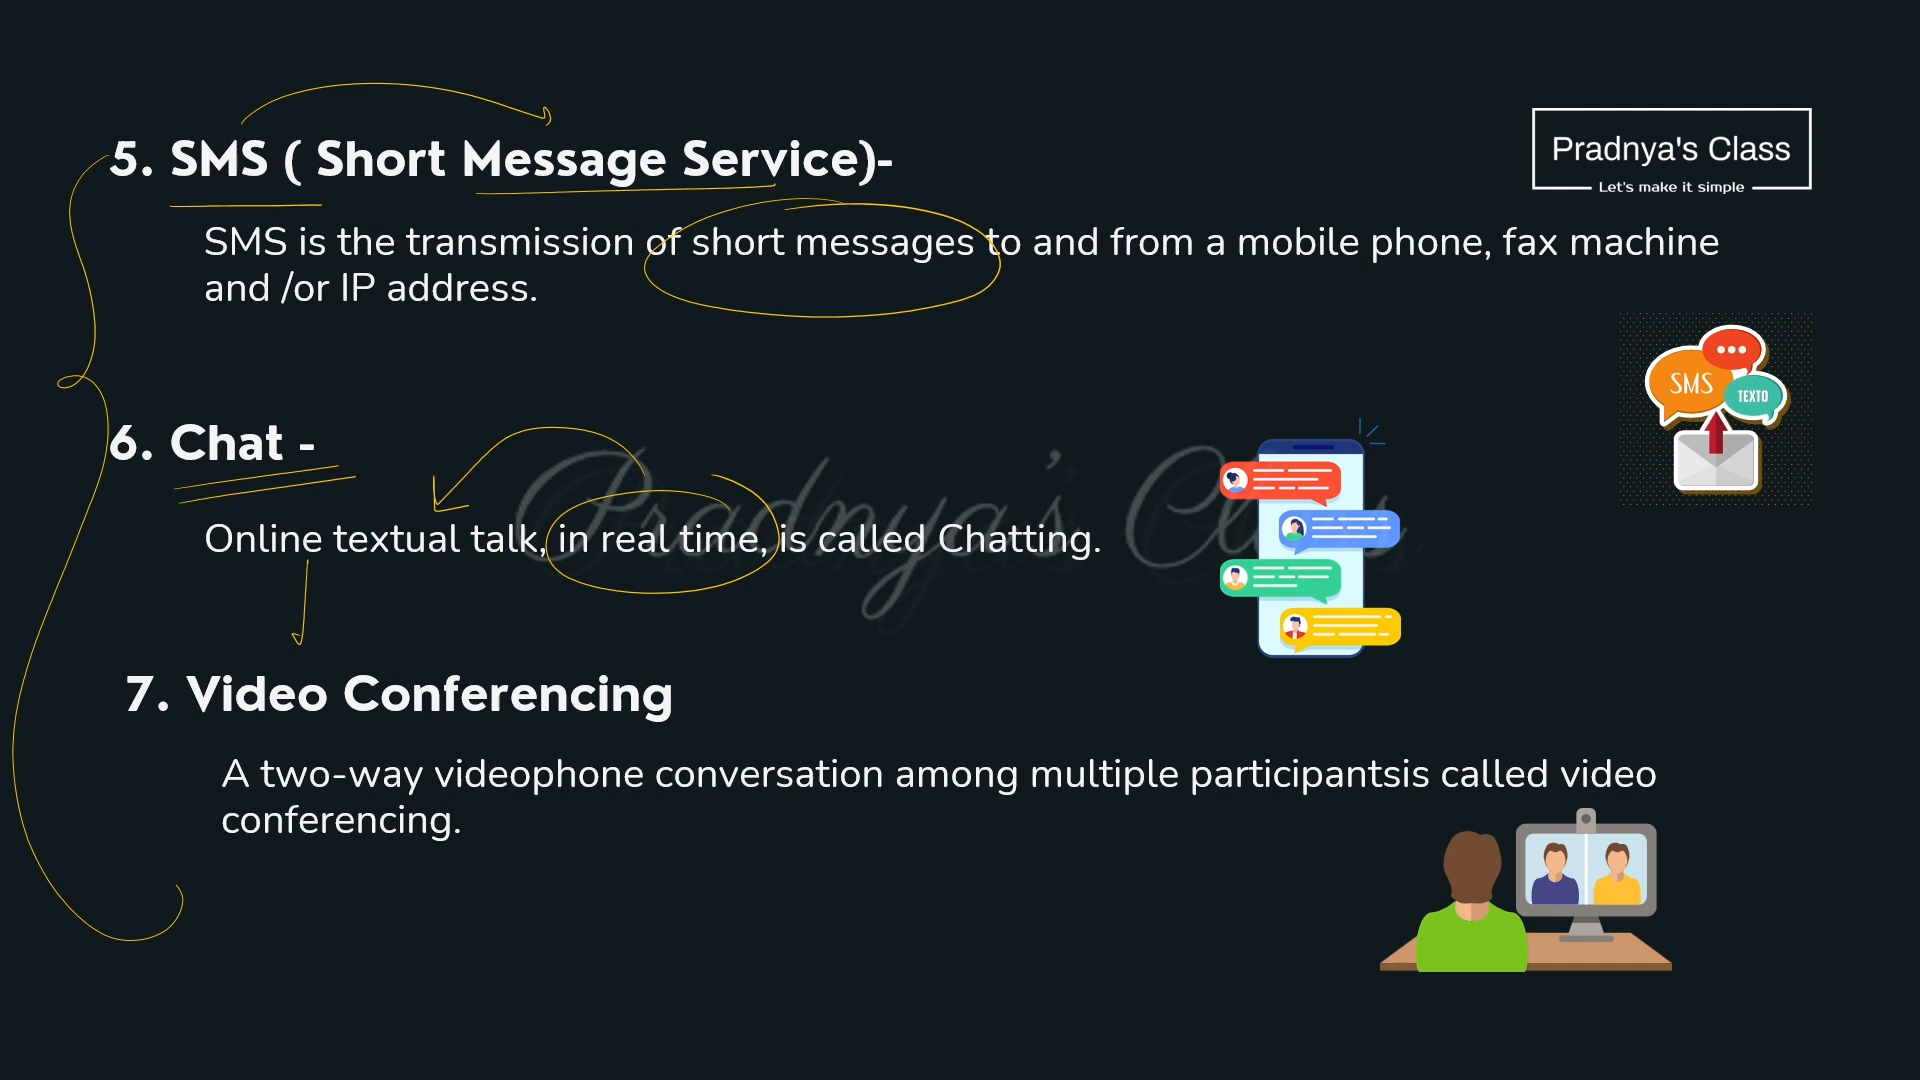 5. SMS ( Short Message Service)-
Pradnya's Class
Let's make it simple
SMS is the transmission of short messages to and from a mobile phone, fax machine
and /or IP address.
SMS
TEXTO
6. Chat -
Pradnya's Class
Online textual talk, in real time, is called Chatting.
7. Video Conferencing
A two-way videophone conversation among multiple participantsis called video
conferencing.